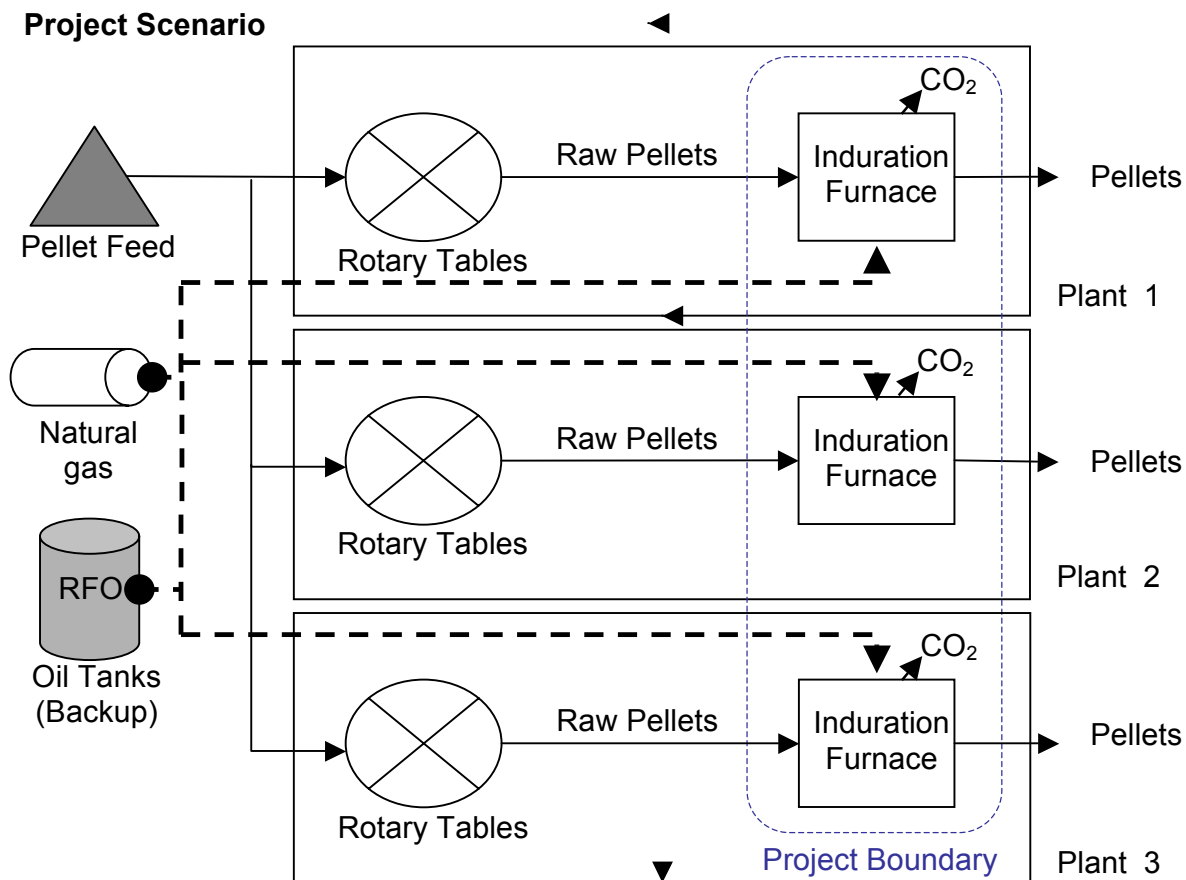 Project Scenario
CO₂
Raw Pellets
Induration
Furnace
Pellets
Pellet Feed
Rotary Tables
Plant 1
CO₂
Natural
gas
Raw Pellets
Induration
Furnace
Pellets
Rotary Tables
Plant 2
RFO
Oil Tanks
(Backup)
CO₂
Raw Pellets
Induration
Furnace
Pellets
Rotary Tables
Project Boundary
Plant 3